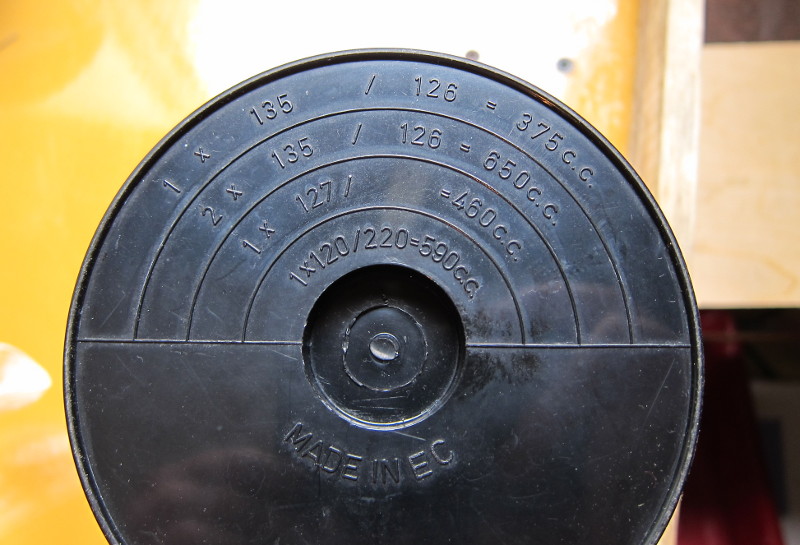 1 x 135 / 126 = 375c.c.
2 x 135 / 126 = 650c.c.
1 x 127 / =460c.c.
1x120/220=590c.c.
MADE IN EC